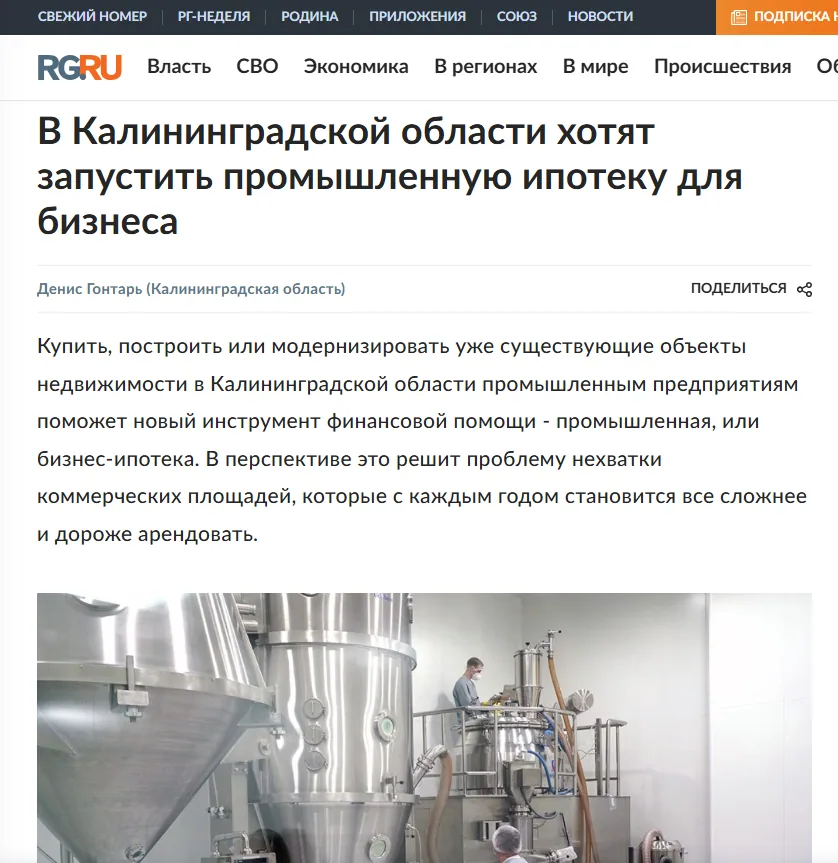 СВЕЖИЙ НОМЕР РГ-НЕДЕЛЯ РОДИНА ПРИЛОЖЕНИЯ СОЮЗ НОВОСТИ ПОДПИСКА
RG.RU Власть СВО Экономика В регионах В мире Происшествия
В Калининградской области хотят
запустить промышленную ипотеку для
бизнеса
Денис Гонтарь (Калининградская область) ПОДЕЛИТЬСЯ
Купить, построить или модернизировать уже существующие объекты
недвижимости в Калининградской области промышленным предприятиям
поможет новый инструмент финансовой помощи - промышленная, или
бизнес-ипотека. В перспективе это решит проблему нехватки
коммерческих площадей, которые с каждым годом становится все сложнее
и дороже арендовать.